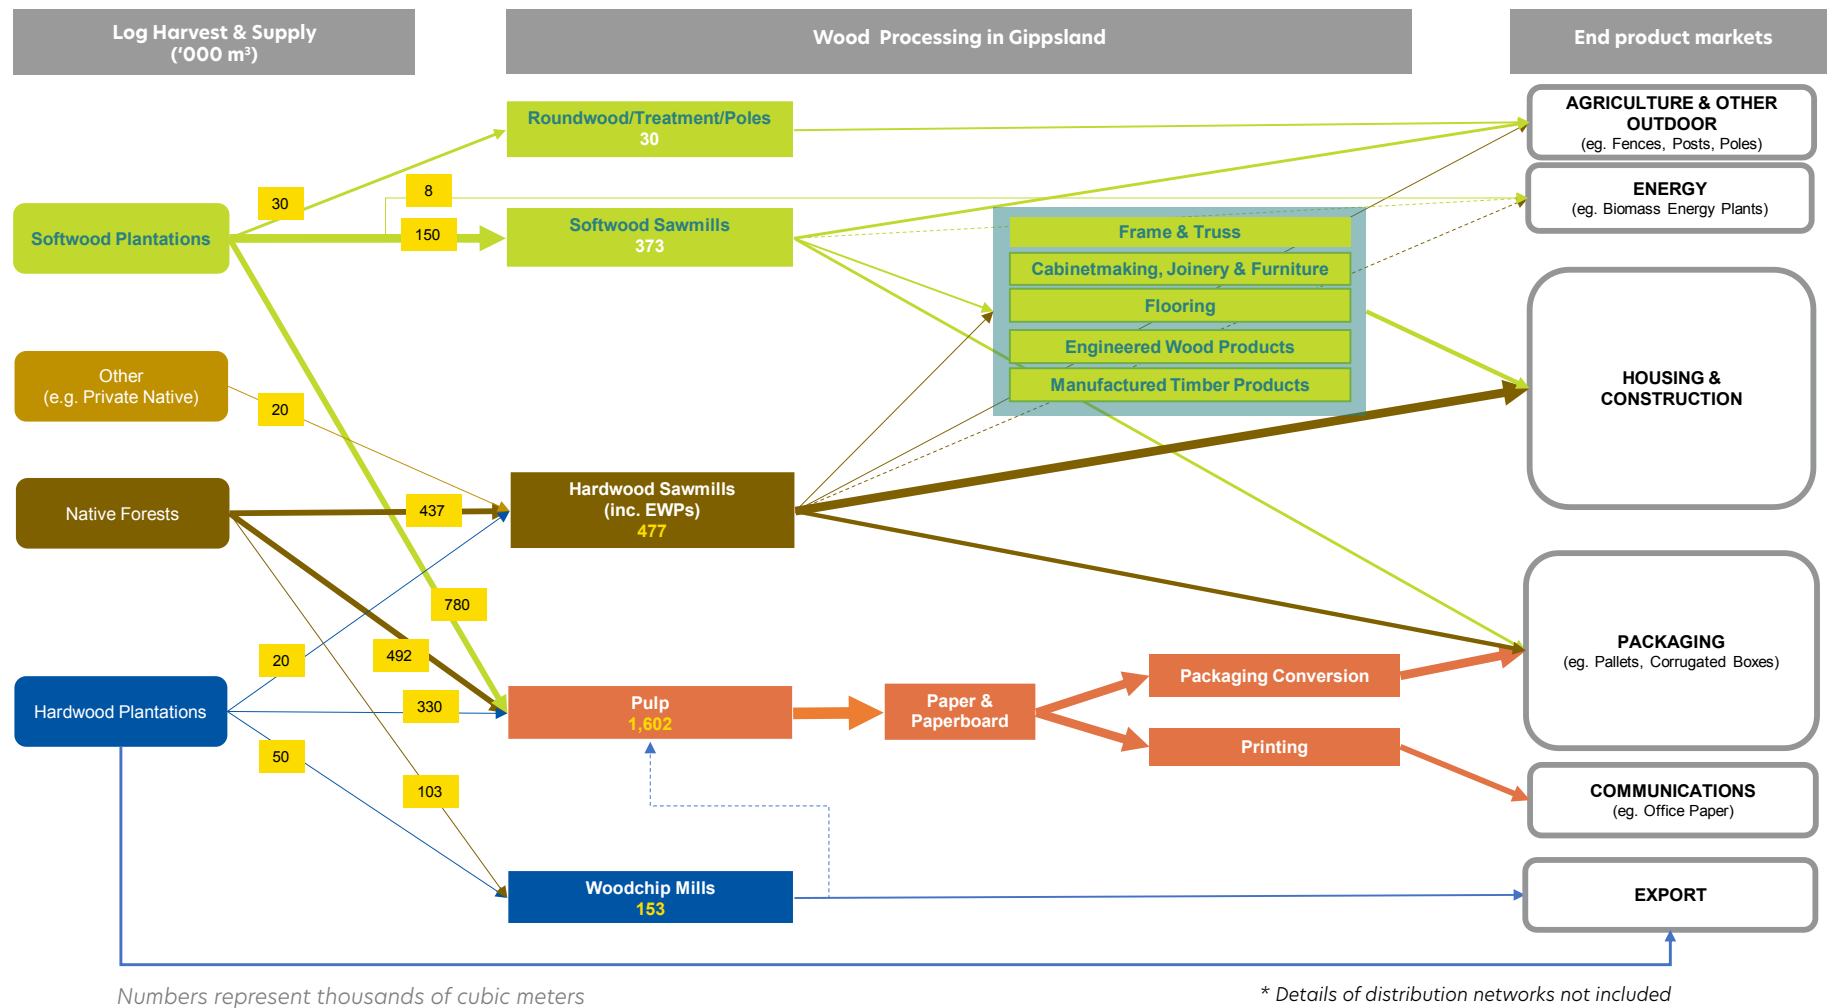 Log Harvest & Supply
('000 m³)
Wood Processing in Gippsland
End product markets
Roundwood/Treatment/Poles
30
AGRICULTURE & OTHER
OUTDOOR
(eg. Fences, Posts, Poles)
30
8
ENERGY
(eg. Biomass Energy Plants)
Softwood Plantations
150
Softwood Sawmills
373
Frame & Truss
Cabinetmaking, Joinery & Furniture
Flooring
Engineered Wood Products
Manufactured Timber Products
Other
(e.g. Private Native)
20
HOUSING &
CONSTRUCTION
Native Forests
437
Hardwood Sawmills
(inc. EWPs)
477
780
492
20
330
50
103
Hardwood Plantations
Pulp
1,602
Paper &
Paperboard
Packaging Conversion
Printing
PACKAGING
(eg. Pallets, Corrugated Boxes)
COMMUNICATIONS
(eg. Office Paper)
Woodchip Mills
153
EXPORT
Numbers represent thousands of cubic meters
* Details of distribution networks not included